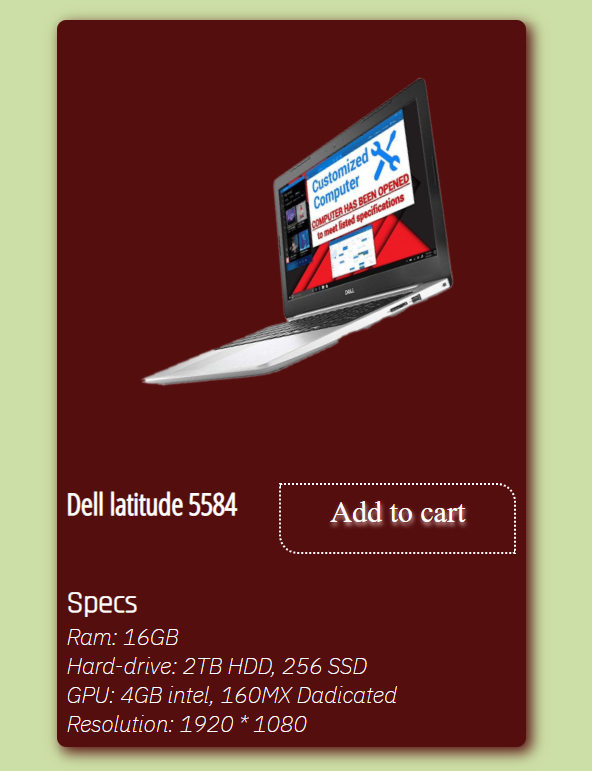 Customized
Computer
COMPUTER HAS BEEN OPENED
to meet listed specifications
DELL
Dell latitude 5584
Add to cart
Specs
Ram: 16GB
Hard-drive: 2TB HDD, 256 SSD
GPU: 4GB intel, 160MX Dadicated
Resolution: 1920 * 1080